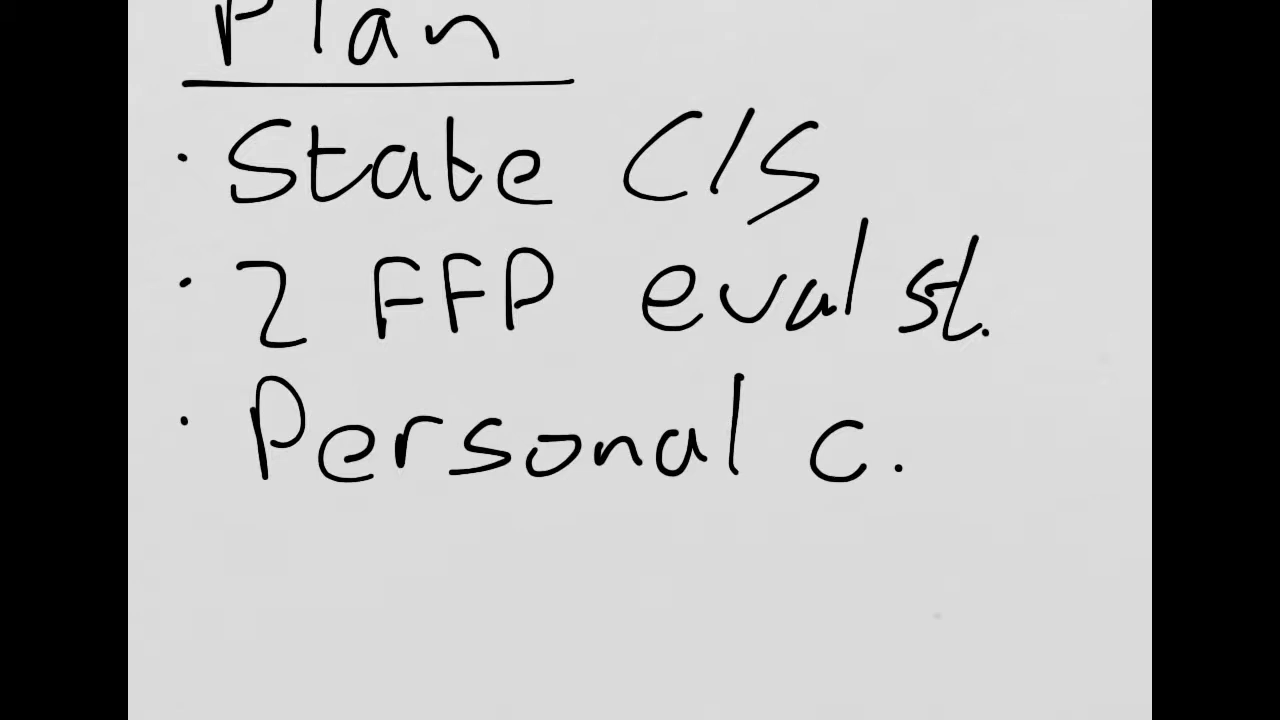 Plan
· State C/S
· 2 FFP eval st.
· Personal c.